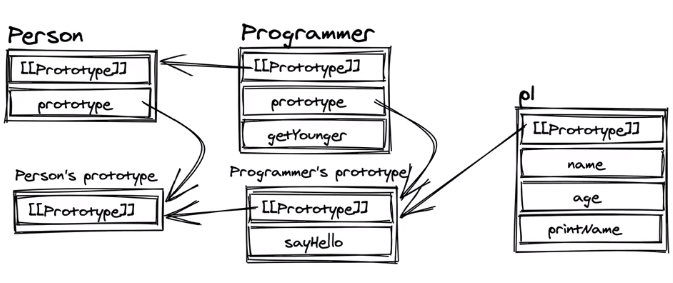 Person
[[Prototype]]
prototype
Person's prototype
[[Prototype]]
Programmer
[[Prototype]]
prototype
getYounger
Programmer's prototype
[[Prototype]]
sayHello
p1
[[Prototype]]
name
age
printName